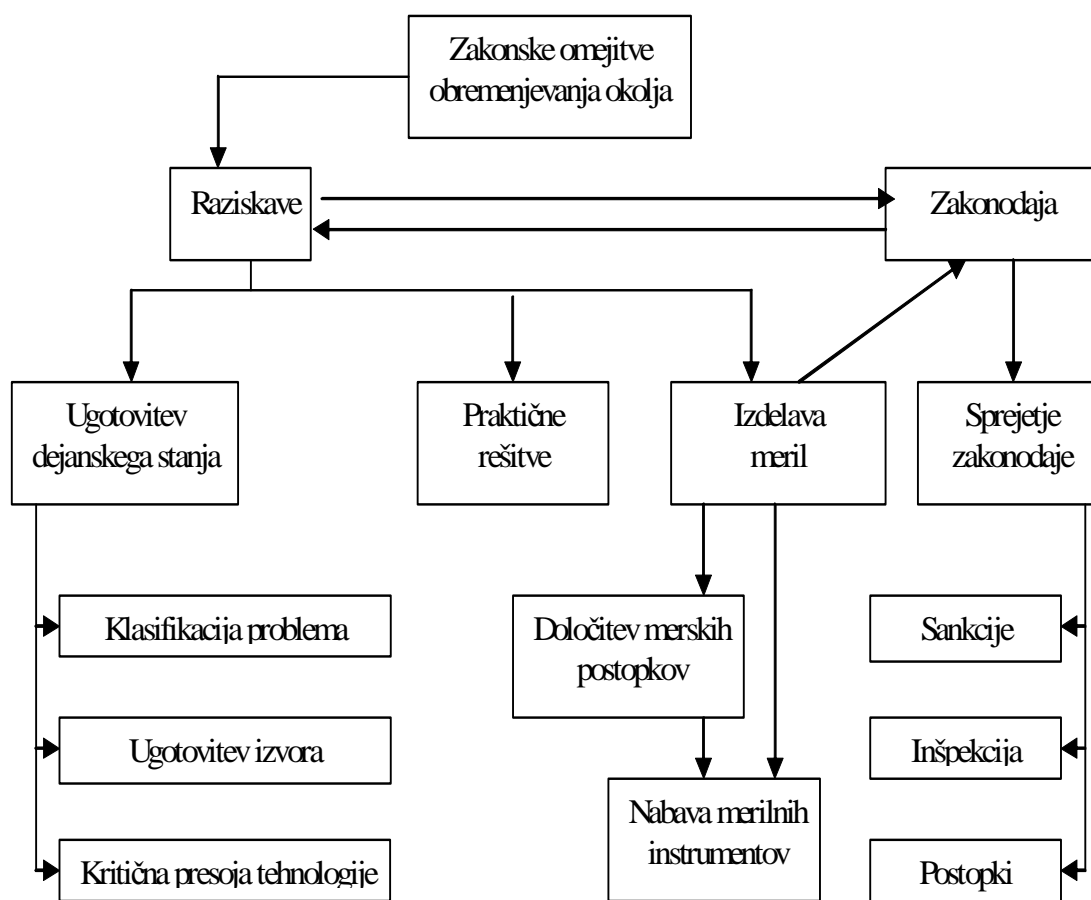 Zakonske omejitve
obremenjevanja okolja
Raziskave
Zakonodaja
Ugotovitev
dejanskega stanja
Praktične
rešitve
Izdelava
meril
Sprejetje
zakonodaje
Klasifikacija problema
Določitev merskih
postopkov
Sankcije
Ugotovitev izvora
Inšpekcija
Nabava merilnih
instrumentov
Kritična presoja tehnologije
Postopki